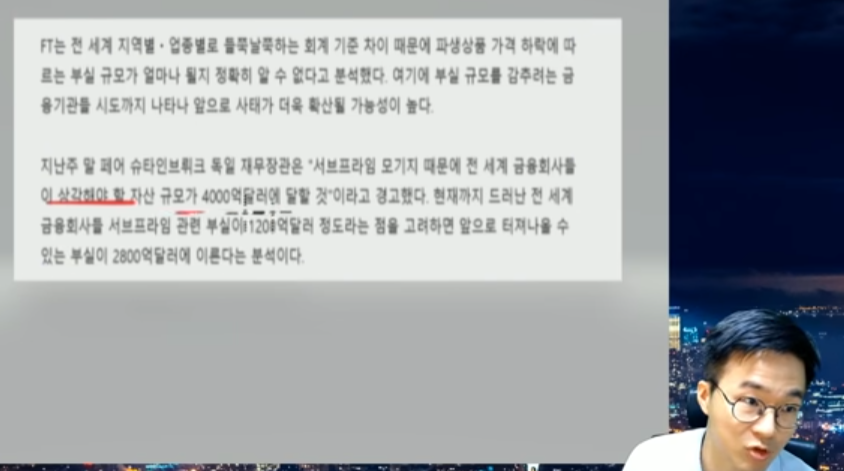 FT는 전 세계 지역별·업종별로 들쭉날쭉하는 회계 기준 차이 때문에 파생상품 가격 하락에 따
르는 부실 규모가 얼마나 될지 정확히 알 수 없다고 분석했다. 여기에 부실 규모를 감추려는 금
융기관들 시도까지 나타나 앞으로 사태가 더욱 확산될 가능성이 높다.
지난주 말 페어 슈타인브뤼크 독일 재무장관은 "서브프라임 모기지 때문에 전 세계 금융회사들
이 상각해야 할 자산 규모가 4000억달러에 달할 것"이라고 경고했다. 현재까지 드러난 전 세계
금융회사들 서브프라임 관련 부실이 1200억달러 정도라는 점을 고려하면 앞으로 터져나올 수
있는 부실이 2800억달러에 이른다는 분석이다.